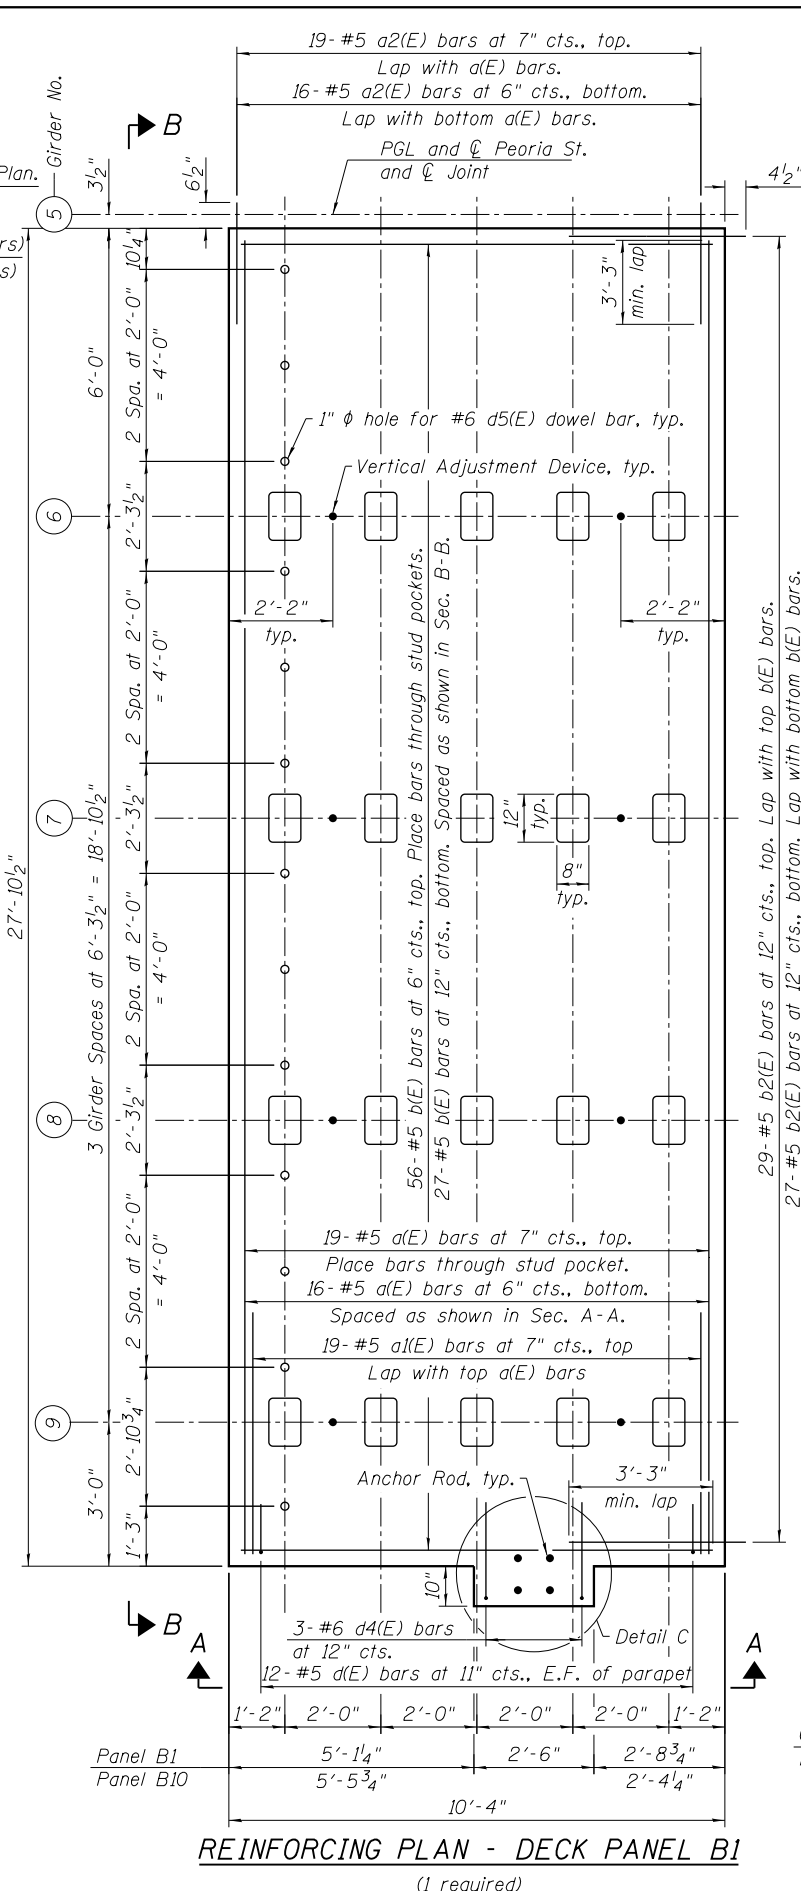 19-#5 a2(E) bars at 7" cts., top.
Lap with a(E) bars.
16-#5 a2(E) bars at 6" cts., bottom.
Lap with bottom a(E) bars.
B
PGL and ℄ Peoria St.
and ℄ Joint
Girder No.
Plan.
3½"
6½"
4½"
5
10¼"
3'-3"
min. lap
2 Spa. at 2'-0"
= 4'-0"
6'-0"
1" ϕ hole for #6 d5(E) dowel bar, typ.
Vertical Adjustment Device, typ.
6
2'-3½"
2'-2"
typ.
2'-2"
typ.
2 Spa. at 2'-0"
= 4'-0"
56-#5 b(E) bars at 6" cts., top. Place bars through stud pockets.
27-#5 b(E) bars at 12" cts., bottom. Spaced as shown in Sec. B-B.
29-#5 b2(E) bars at 12" cts., top. Lap with top b(E) bars.
27-#5 b2(E) bars at 12" cts., bottom. Lap with bottom b(E) bars.
7
2'-3½"
12"
typ.
8"
typ.
27'-10½"
3 Girder Spaces at 6'-3½" = 18'-10½"
2 Spa. at 2'-0"
= 4'-0"
8
2'-3½"
2 Spa. at 2'-0"
= 4'-0"
19-#5 a(E) bars at 7" cts., top.
Place bars through stud pocket.
16-#5 a(E) bars at 6" cts., bottom.
Spaced as shown in Sec. A-A.
19-#5 a1(E) bars at 7" cts., top
Lap with top a(E) bars
9
2'-10¾"
3'-0"
1'-3"
Anchor Rod, typ.
3'-3"
min. lap
10"
B
3-#6 d4(E) bars
at 12" cts.
Detail C
A
A
12-#5 d(E) bars at 11" cts., E.F. of parapet
1'-2" 2'-0" 2'-0" 2'-0" 2'-0" 1'-2"
Panel B1 5'-1¼" 2'-6" 2'-8¾"
Panel B10 5'-5¾" 2'-4¼"
10'-4"
REINFORCING PLAN - DECK PANEL B1
(1 required)